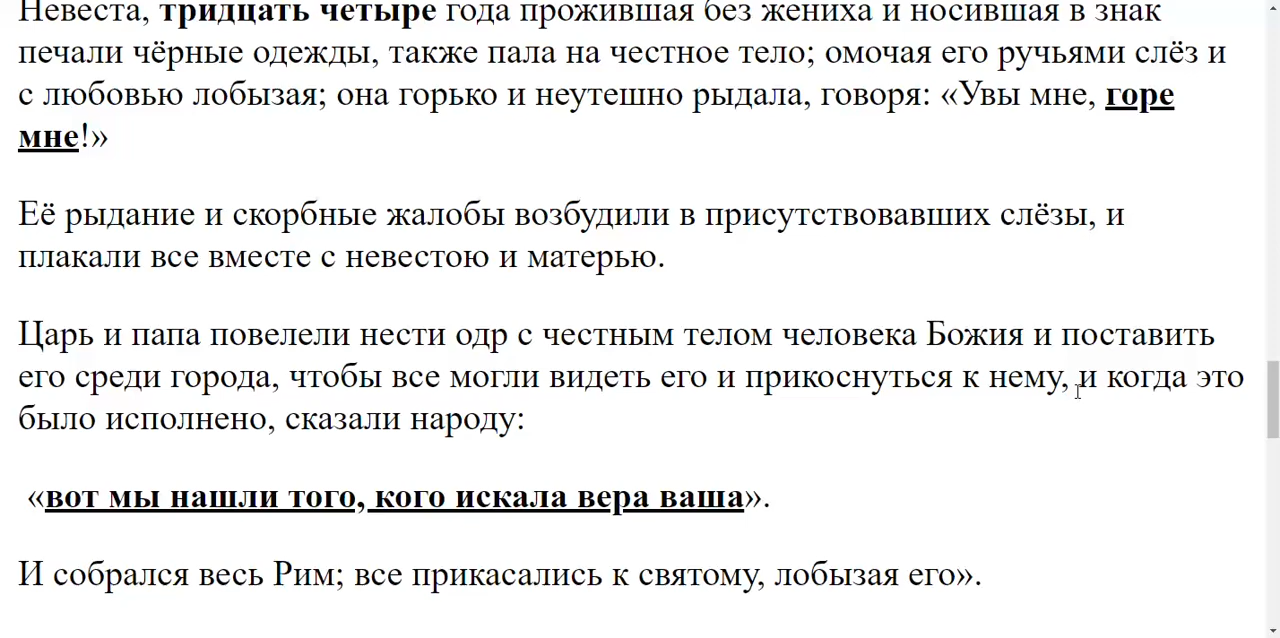 Невеста, тридцать четыре года прожившая без жениха и носившая в знак
печали чёрные одежды, также пала на честное тело; омочая его ручьями слёз и
с любовью лобызая; она горько и неутешно рыдала, говоря: «Увы мне, горе
мне!»
Её рыдание и скорбные жалобы возбудили в присутствовавших слёзы, и
плакали все вместе с невестою и матерью.
Царь и папа повелели нести одр с честным телом человека Божия и поставить
его среди города, чтобы все могли видеть его и прикоснуться к нему, и когда это
было исполнено, сказали народу:
«вот мы нашли того, кого искала вера ваша».
И собрался весь Рим; все прикасались к святому, лобызая его».